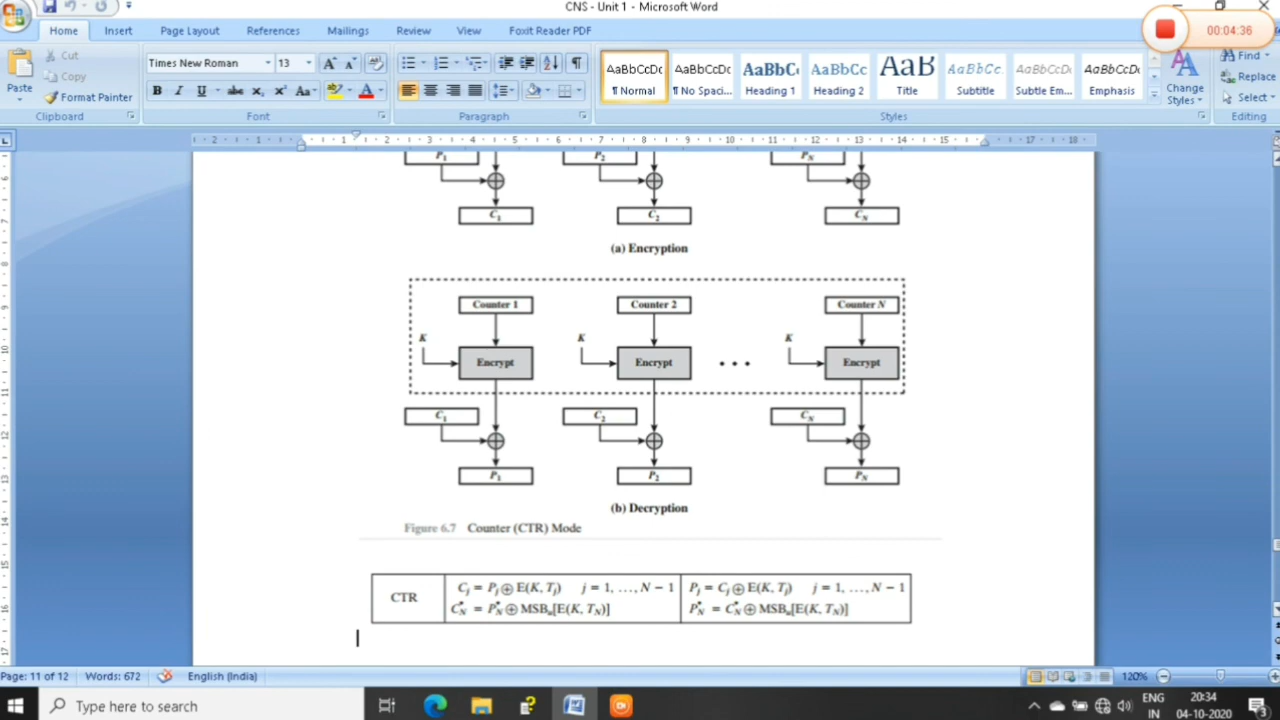 CNS - Unit 1 - Microsoft Word
00:04:36
Home Insert Page Layout References Mailings Review View Foxit Reader PDF
Cut
Copy
Format Painter
Paste
Clipboard
Times New Roman 13
Font
Paragraph
AaBbCcDc AaBbCcDc AaBbC AaBbCc AaB AaBbCc. AaBbCcDc AaBbCcDc
¶ Normal ¶ No Spaci... Heading 1 Heading 2 Title Subtitle Subtle Em... Emphasis
Change Styles
Styles
Find
Replace
Select
Editing
P1 P2 PN
C1 C2 CN
(a) Encryption
Counter 1 Counter 2 Counter N
K K K
Encrypt Encrypt • • • Encrypt
C1 C2 CN
P1 P2 PN
(b) Decryption
Figure 6.7 Counter (CTR) Mode
CTR
Cj = Pj ⊕ E(K, Tj) j = 1, ..., N − 1
C*N = P*N ⊕ MSBu[E(K, TN)]
Pj = Cj ⊕ E(K, Tj) j = 1, ..., N − 1
P*N = C*N ⊕ MSBu[E(K, TN)]
Page: 11 of 12 Words: 672 English (India) 120%
Type here to search
ENG
IN
20:34
04-10-2020
3